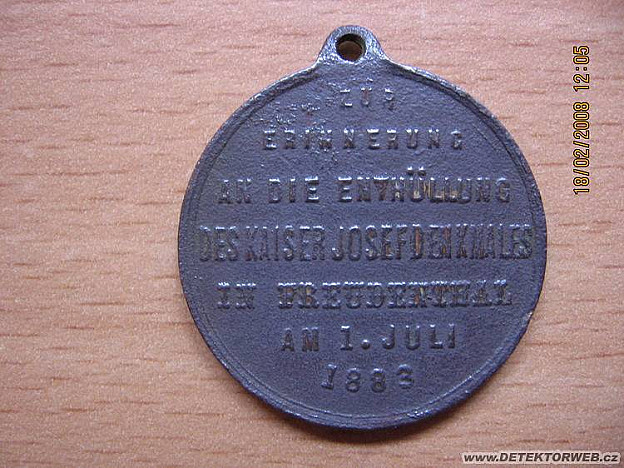 ZUR
ERINNERUNG
AN DIE ENTHÜLLUNG
DES KAISER JOSEF DENKMALES
IN FREUDENTHAL
AM 1. JULI
1883
18/02/2008 12:05
www.DETEKTORWEB.cz